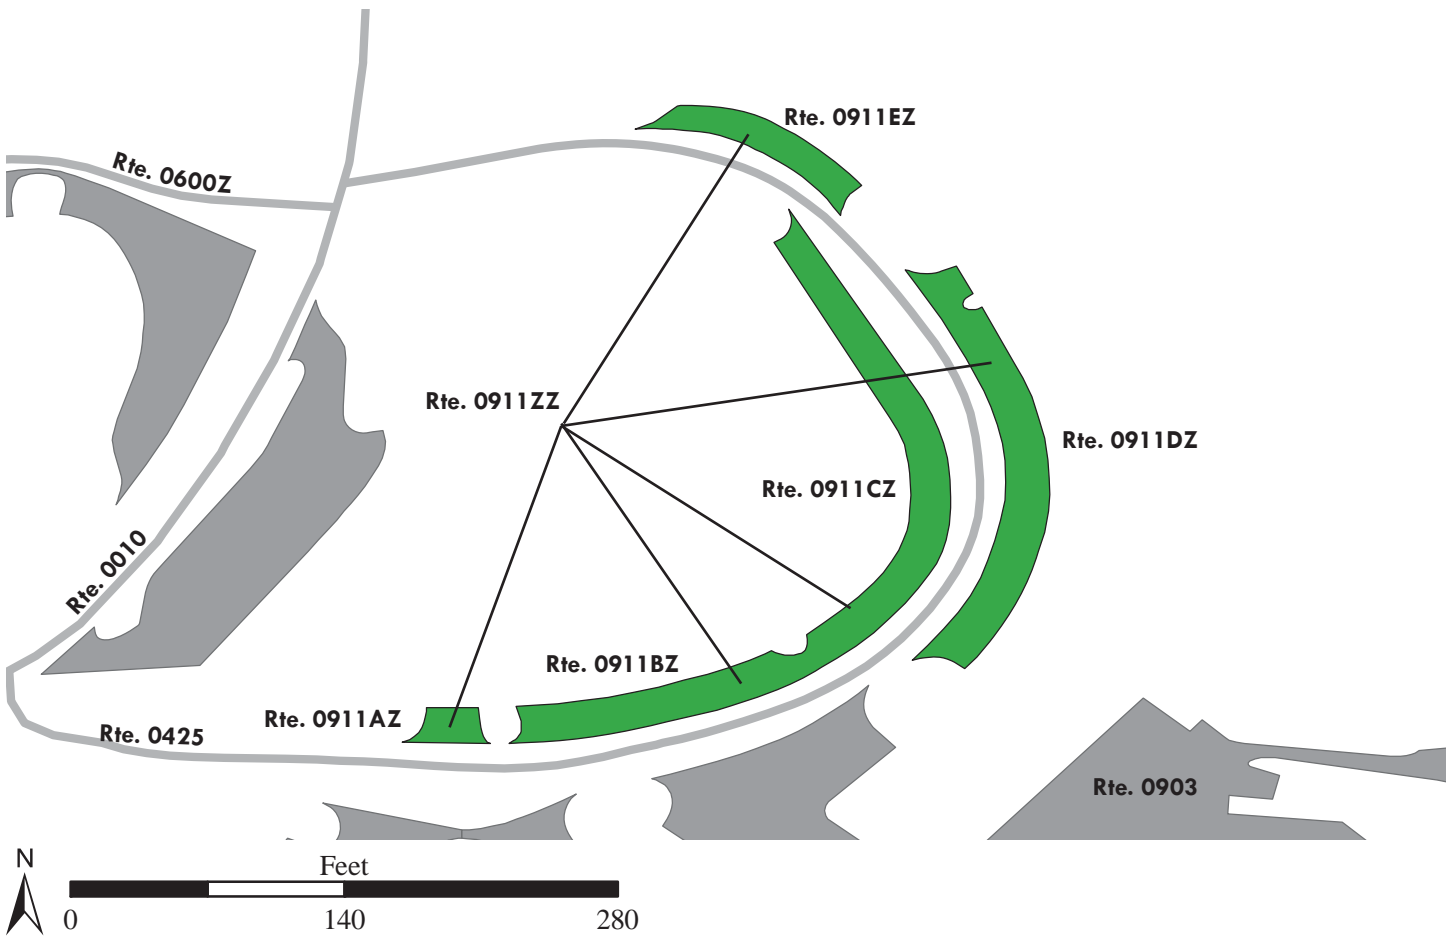 Rte. 0911EZ
Rte. 0600Z
Rte. 0911ZZ
Rte. 0911DZ
Rte. 0911CZ
Rte. 0010
Rte. 0911BZ
Rte. 0911AZ
Rte. 0425
Rte. 0903
N
Feet
0 140 280